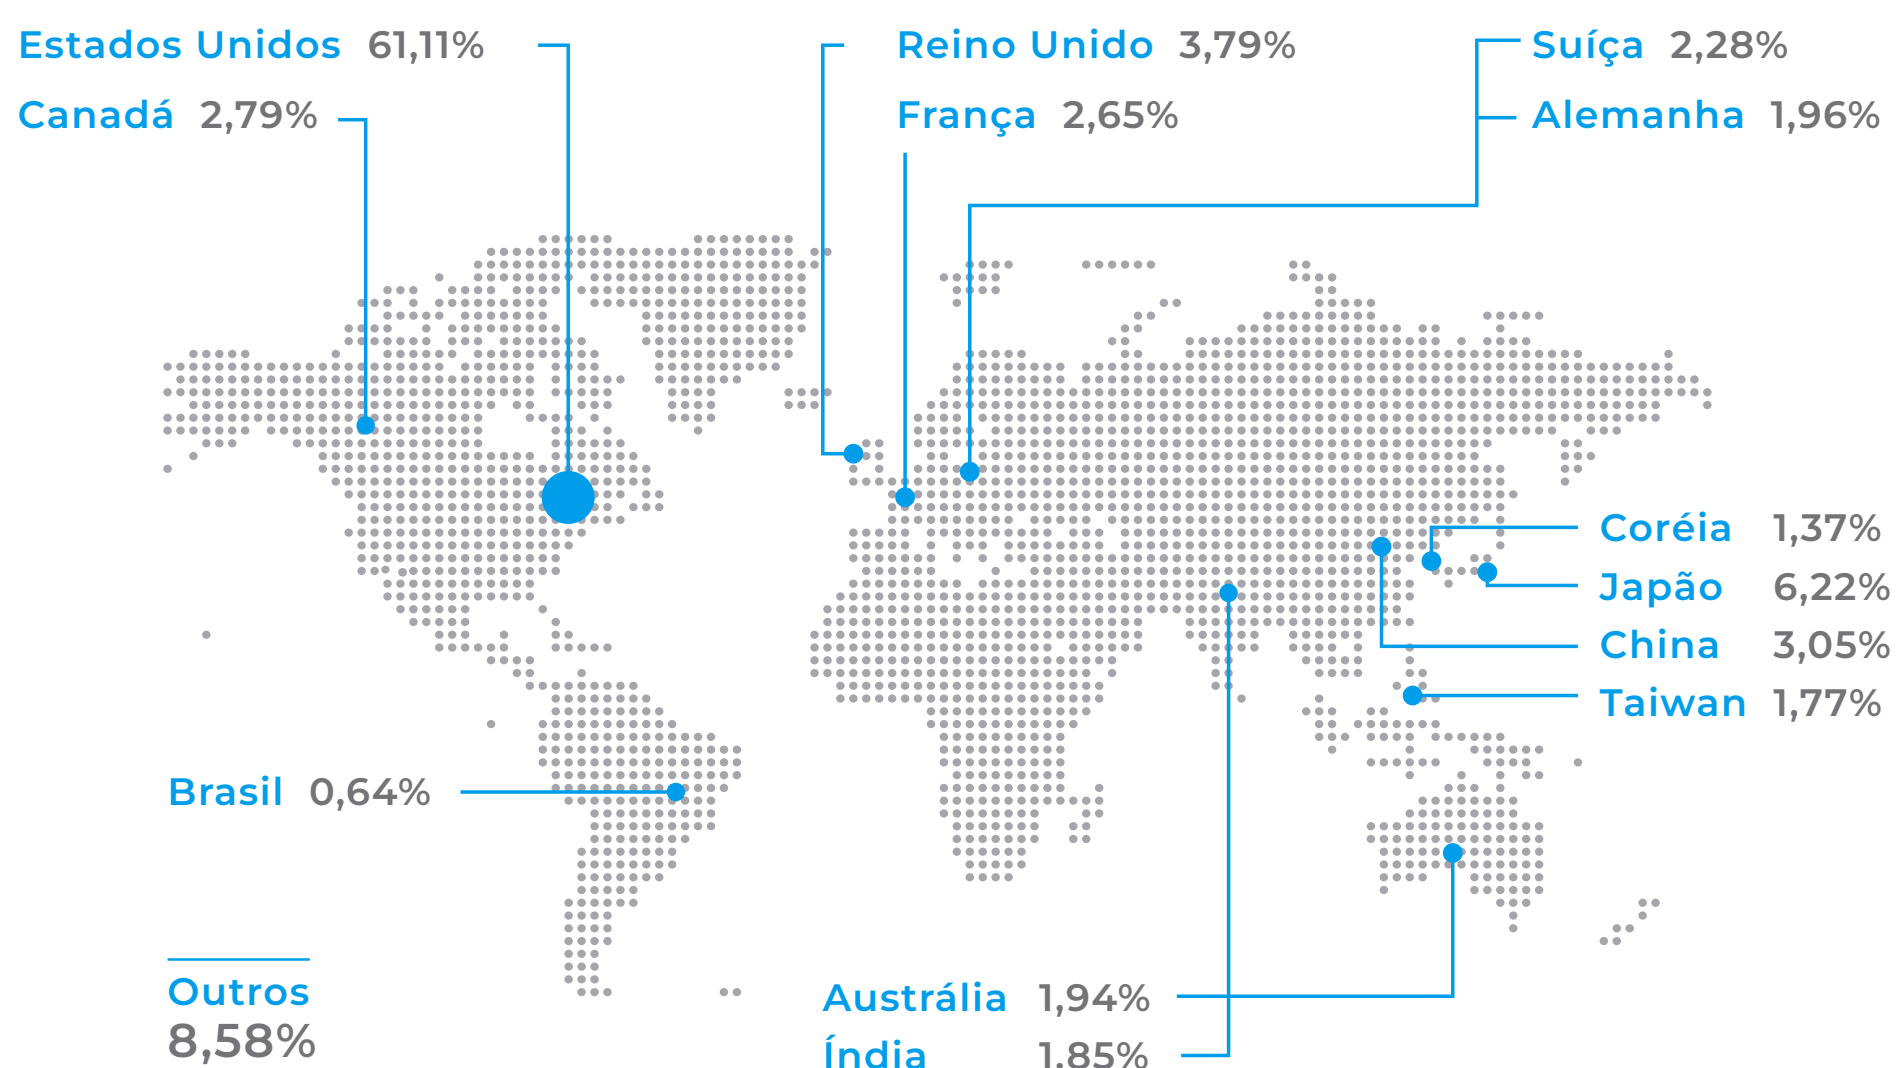 Estados Unidos 61,11%
Canadá 2,79%
Reino Unido 3,79%
França 2,65%
Suíça 2,28%
Alemanha 1,96%
Coréia 1,37%
Japão 6,22%
China 3,05%
Taiwan 1,77%
Brasil 0,64%
Outros
8,58%
Austrália 1,94%
Índia 1,85%